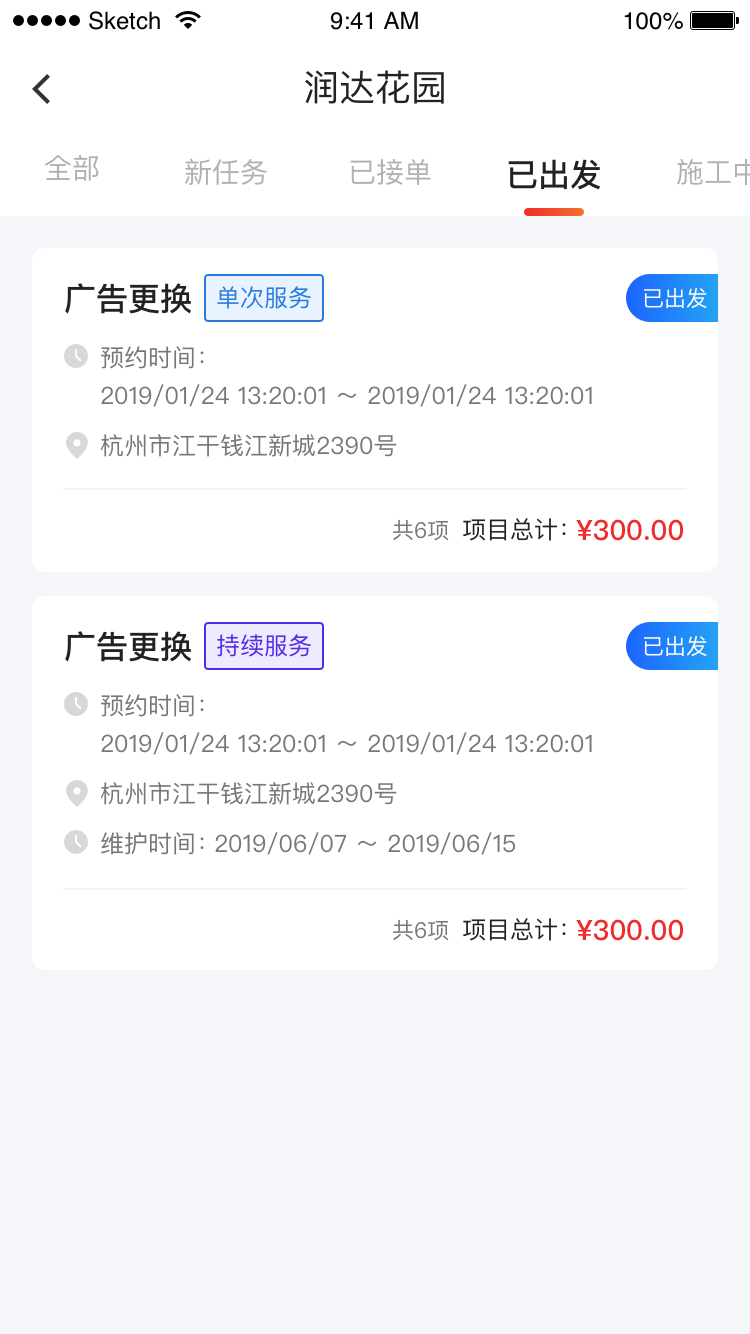 Sketch 9:41 AM 100%
润达花园
全部 新任务 已接单 已出发 施工中
广告更换 单次服务 已出发
预约时间:
2019/01/24 13:20:01 ～ 2019/01/24 13:20:01
杭州市江干钱江新城2390号
共6项 项目总计: ¥300.00
广告更换 持续服务 已出发
预约时间:
2019/01/24 13:20:01 ～ 2019/01/24 13:20:01
杭州市江干钱江新城2390号
维护时间: 2019/06/07 ～ 2019/06/15
共6项 项目总计: ¥300.00